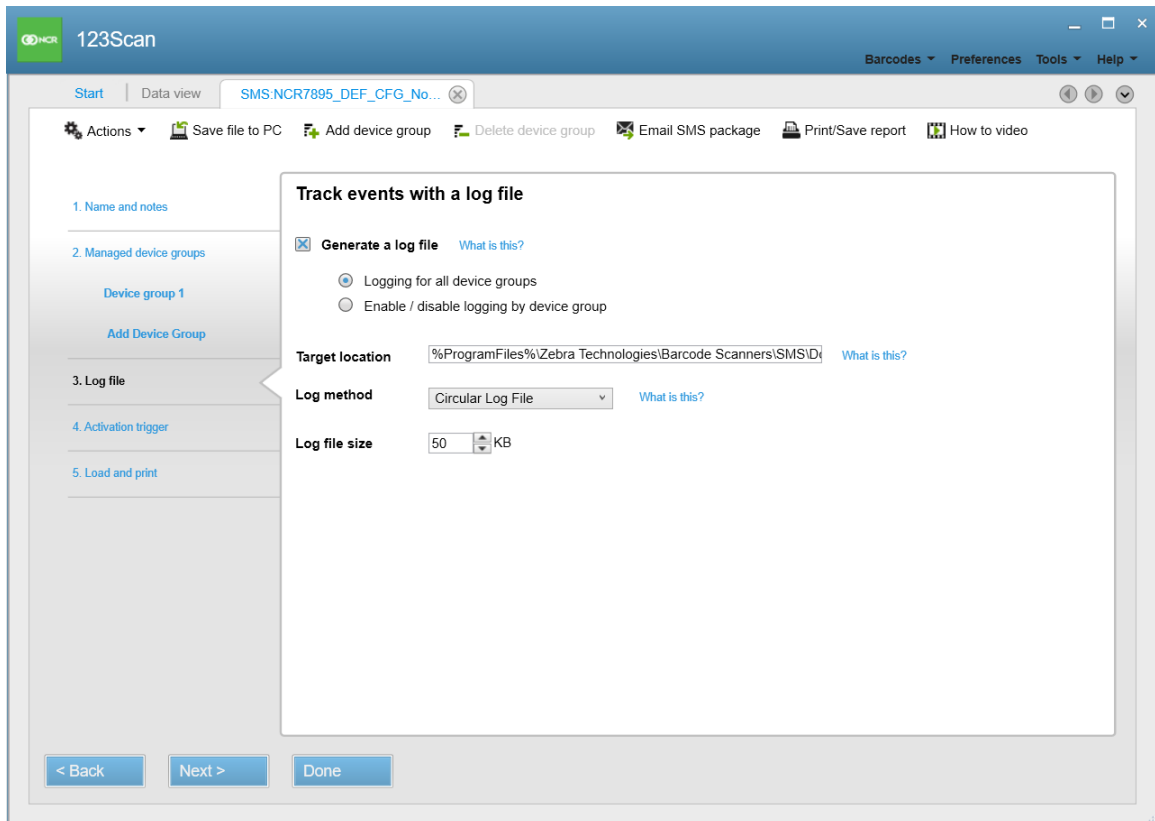 NCR
123Scan
Barcodes Preferences Tools Help
Start Data view SMS:NCR7895_DEF_CFG_No...
Actions Save file to PC Add device group Delete device group Email SMS package Print/Save report How to video
1. Name and notes
2. Managed device groups
Device group 1
Add Device Group
3. Log file
4. Activation trigger
5. Load and print
Track events with a log file
Generate a log file What is this?
Logging for all device groups
Enable / disable logging by device group
Target location %ProgramFiles%\Zebra Technologies\Barcode Scanners\SMS\Do What is this?
Log method Circular Log File What is this?
Log file size 50 KB
< Back Next > Done